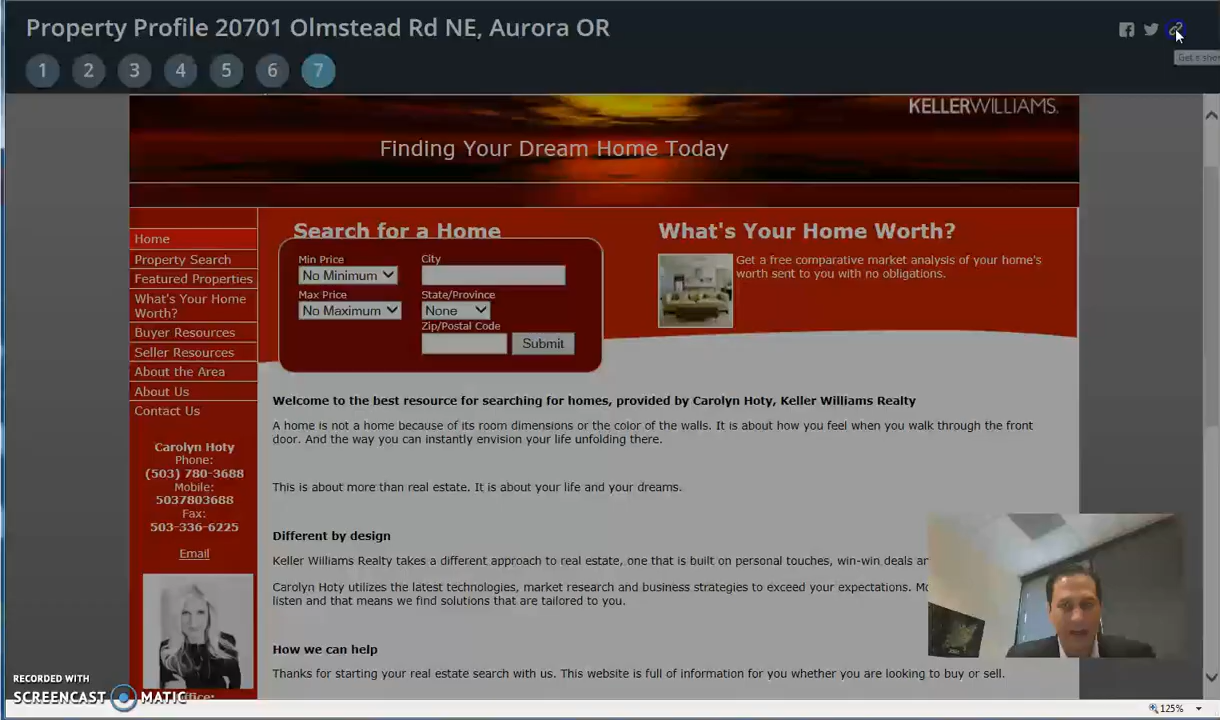 Property Profile 20701 Olmstead Rd NE, Aurora OR
1 2 3 4 5 6 7
Get a sho
KELLERWILLIAMS.
Finding Your Dream Home Today
Home
Property Search
Featured Properties
What's Your Home
Worth?
Buyer Resources
Seller Resources
About the Area
About Us
Contact Us
Carolyn Hoty
Phone:
(503) 780-3688
Mobile:
5037803688
Fax:
503-336-6225
Email
Office:
Search for a Home
Min Price
City
No Minimum
Max Price
State/Province
No Maximum
None
Zip/Postal Code
Submit
What's Your Home Worth?
Get a free comparative market analysis of your home's
worth sent to you with no obligations.
Welcome to the best resource for searching for homes, provided by Carolyn Hoty, Keller Williams Realty
A home is not a home because of its room dimensions or the color of the walls. It is about how you feel when you walk through the front
door. And the way you can instantly envision your life unfolding there.
This is about more than real estate. It is about your life and your dreams.
Different by design
Keller Williams Realty takes a different approach to real estate, one that is built on personal touches, win-win deals
Carolyn Hoty utilizes the latest technologies, market research and business strategies to exceed your expectations.
listen and that means we find solutions that are tailored to you.
How we can help
Thanks for starting your real estate search with us. This website is full of information for you whether you are looking to buy or sell.
RECORDED WITH
SCREENCAST MATIC
125%